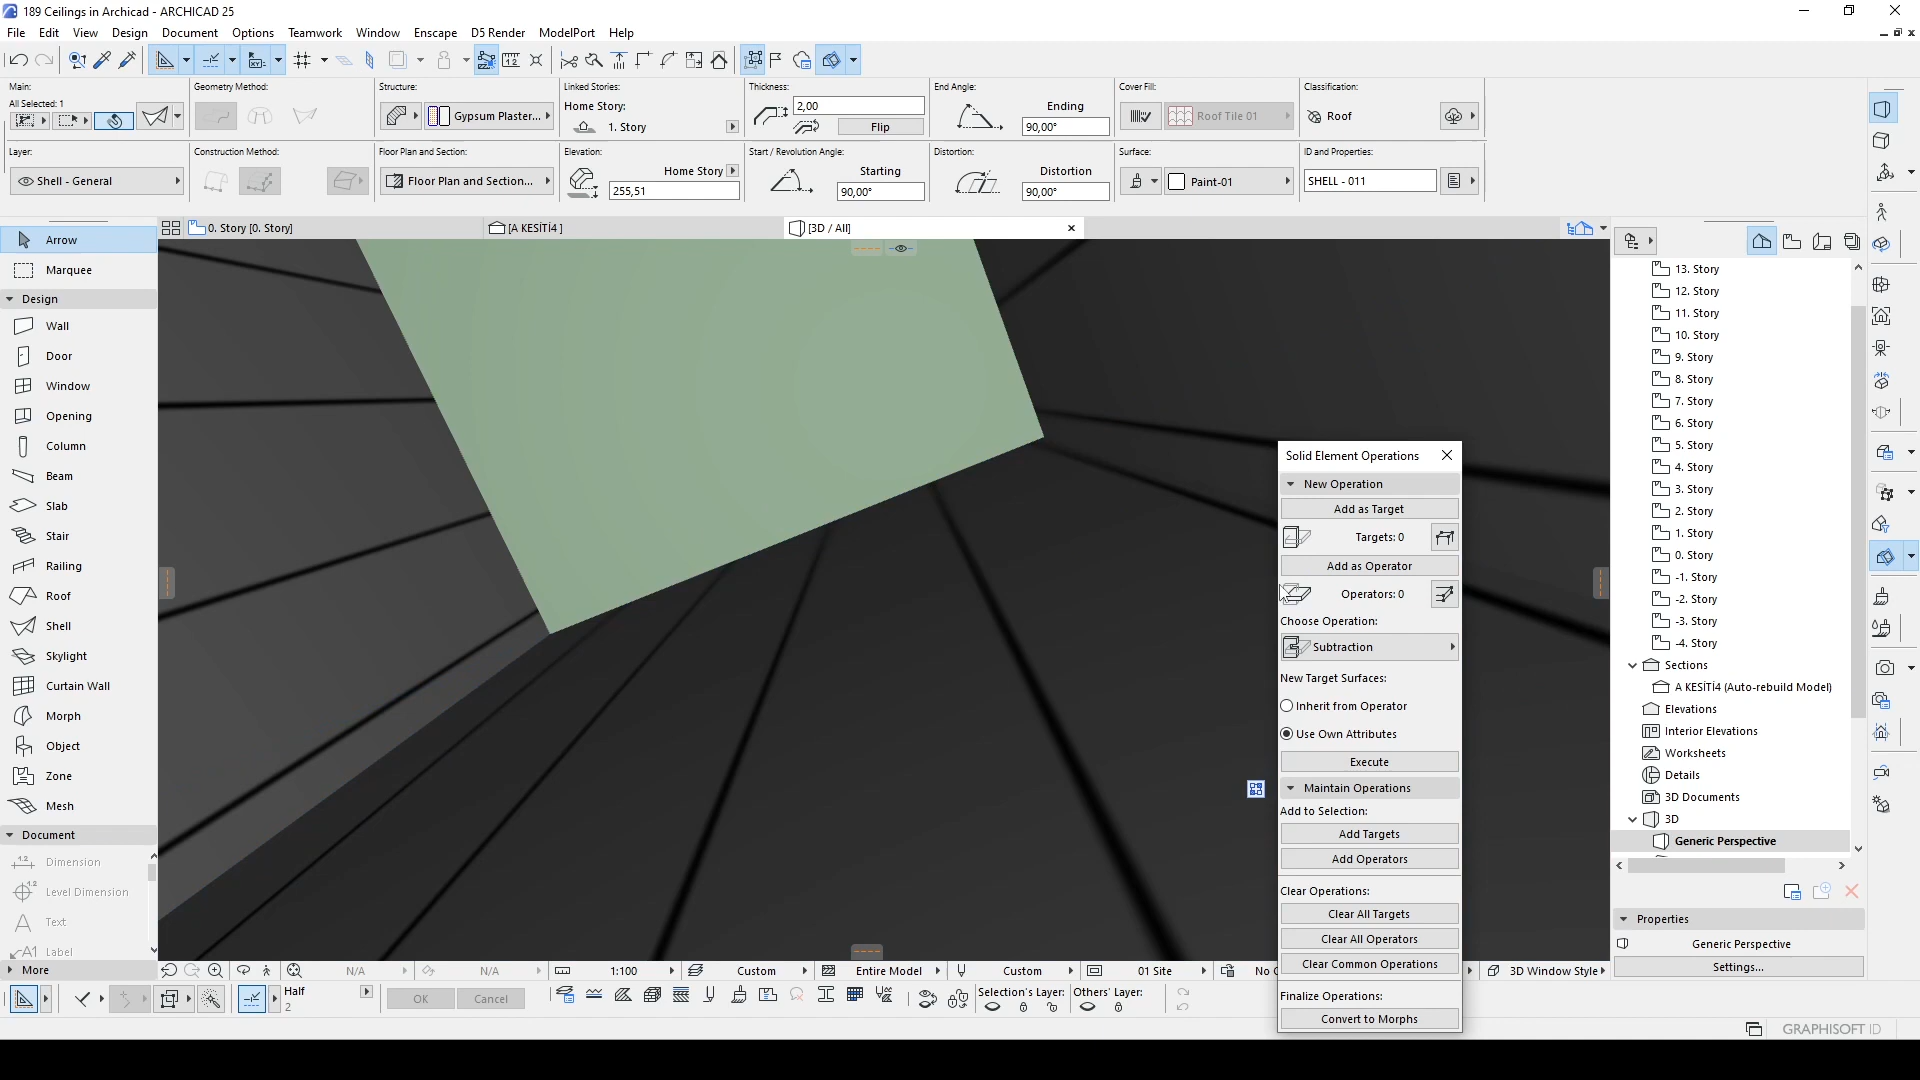 189 Ceilings in Archicad - ARCHICAD 25
File Edit View Design Document Options Teamwork Window Enscape D5 Render ModelPort Help
Main:
All Selected: 1
Geometry Method:
Structure:
Gypsum Plaster...
Linked Stories:
Home Story:
1. Story
Thickness:
2,00
Flip
End Angle:
Ending
90,00°
Cover Fill:
Roof Tile 01
Classification:
Roof
Layer:
Shell - General
Construction Method:
Floor Plan and Section:
Floor Plan and Section...
Elevation:
Home Story
255,51
Start / Revolution Angle:
Starting
90,00°
Distortion:
Distortion
90,00°
Surface:
Paint-01
ID and Properties:
SHELL - 011
0. Story [0. Story]
[A KESİTİ4 ]
[3D / All]
Arrow
Marquee
Design
Wall
Door
Window
Opening
Column
Beam
Slab
Stair
Railing
Roof
Shell
Skylight
Curtain Wall
Morph
Object
Zone
Mesh
Document
Dimension
Level Dimension
Text
Label
More
Solid Element Operations
New Operation
Add as Target
Targets: 0
Add as Operator
Operators: 0
Choose Operation:
Subtraction
New Target Surfaces:
Inherit from Operator
Use Own Attributes
Execute
Maintain Operations
Add to Selection:
Add Targets
Add Operators
Clear Operations:
Clear All Targets
Clear All Operators
Clear Common Operations
Finalize Operations:
Convert to Morphs
13. Story
12. Story
11. Story
10. Story
9. Story
8. Story
7. Story
6. Story
5. Story
4. Story
3. Story
2. Story
1. Story
0. Story
-1. Story
-2. Story
-3. Story
-4. Story
Sections
A KESİTİ4 (Auto-rebuild Model)
Elevations
Interior Elevations
Worksheets
Details
3D Documents
3D
Generic Perspective
Properties
Generic Perspective
Settings...
N/A
N/A
1:100
Custom
Entire Model
Custom
01 Site
3D Window Style
Half
2
OK
Cancel
Selection's Layer:
Others' Layer:
GRAPHISOFT ID